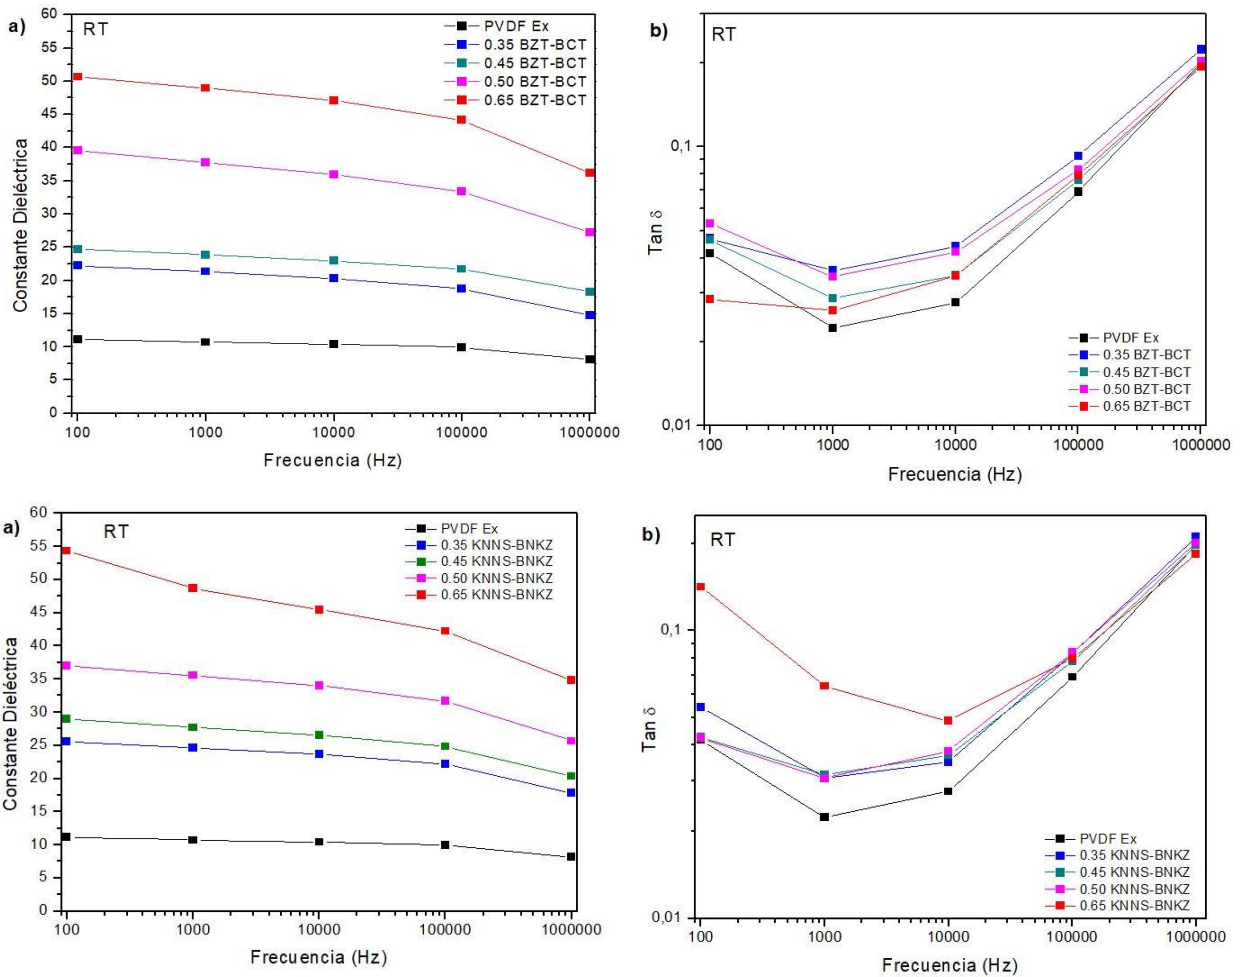 a)
RT
PVDF Ex
0.35 BZT-BCT
0.45 BZT-BCT
0.50 BZT-BCT
0.65 BZT-BCT
60
55
50
45
40
35
30
25
20
15
10
5
0
Constante Dieléctrica
100 1000 10000 100000 1000000
Frecuencia (Hz)
b)
RT
0,1
0,01
Tan δ
PVDF Ex
0.35 BZT-BCT
0.45 BZT-BCT
0.50 BZT-BCT
0.65 BZT-BCT
100 1000 10000 100000 1000000
Frecuencia (Hz)
a)
RT
PVDF Ex
0.35 KNNS-BNKZ
0.45 KNNS-BNKZ
0.50 KNNS-BNKZ
0.65 KNNS-BNKZ
60
55
50
45
40
35
30
25
20
15
10
5
0
Constante Dieléctrica
100 1000 10000 100000 1000000
Frecuencia (Hz)
b)
RT
0,1
0,01
Tan δ
PVDF Ex
0.35 KNNS-BNKZ
0.45 KNNS-BNKZ
0.50 KNNS-BNKZ
0.65 KNNS-BNKZ
100 1000 10000 100000 1000000
Frecuencia (Hz)